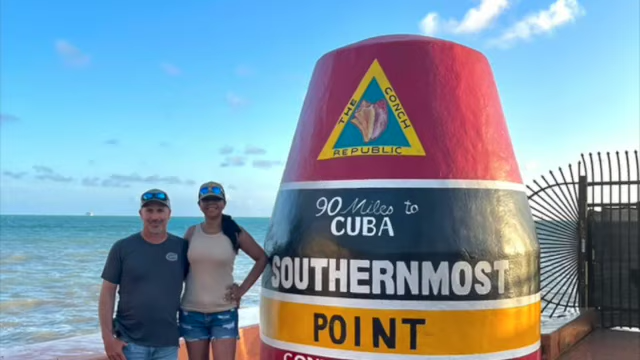 THE CONCH
REPUBLIC
90 Miles to
CUBA
SOUTHERNMOST
POINT